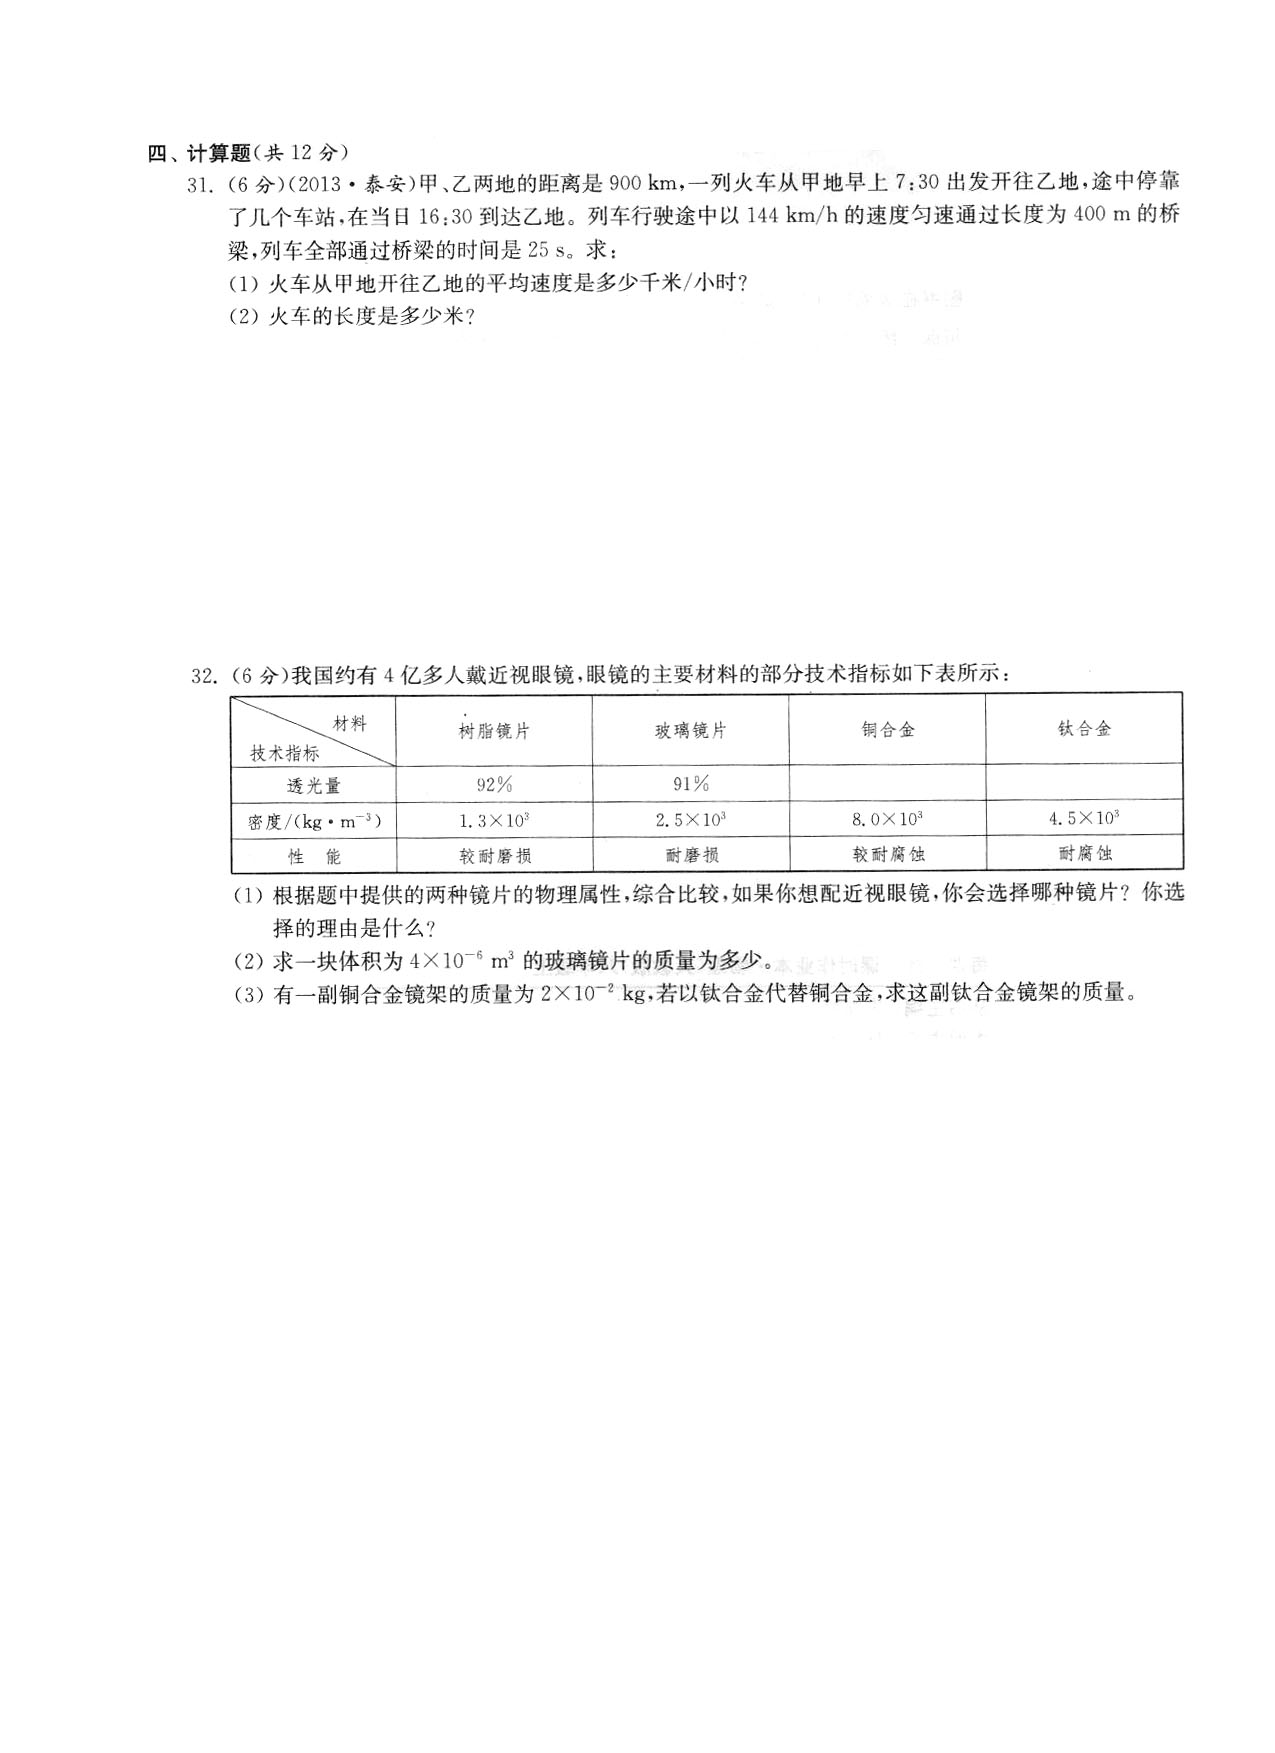 四、计算题(共 12 分)
31. (6 分)(2013·泰安)甲、乙两地的距离是 900 km,一列火车从甲地早上 7:30 出发开往乙地,途中停靠
了几个车站,在当日 16:30 到达乙地。列车行驶途中以 144 km/h 的速度匀速通过长度为 400 m 的桥
梁,列车全部通过桥梁的时间是 25 s。求:
(1) 火车从甲地开往乙地的平均速度是多少千米/小时?
(2) 火车的长度是多少米?
32. (6 分)我国约有 4 亿多人戴近视眼镜,眼镜的主要材料的部分技术指标如下表所示:
材料 技术指标 树脂镜片 玻璃镜片 铜合金 钛合金
透光量 92% 91%
密度/(kg·m⁻³) 1.3×10³ 2.5×10³ 8.0×10³ 4.5×10³
性 能 较耐磨损 耐磨损 较耐腐蚀 耐腐蚀
(1) 根据题中提供的两种镜片的物理属性,综合比较,如果你想配近视眼镜,你会选择哪种镜片? 你选
择的理由是什么?
(2) 求一块体积为 4×10⁻⁶ m³ 的玻璃镜片的质量为多少。
(3) 有一副铜合金镜架的质量为 2×10⁻² kg,若以钛合金代替铜合金,求这副钛合金镜架的质量。